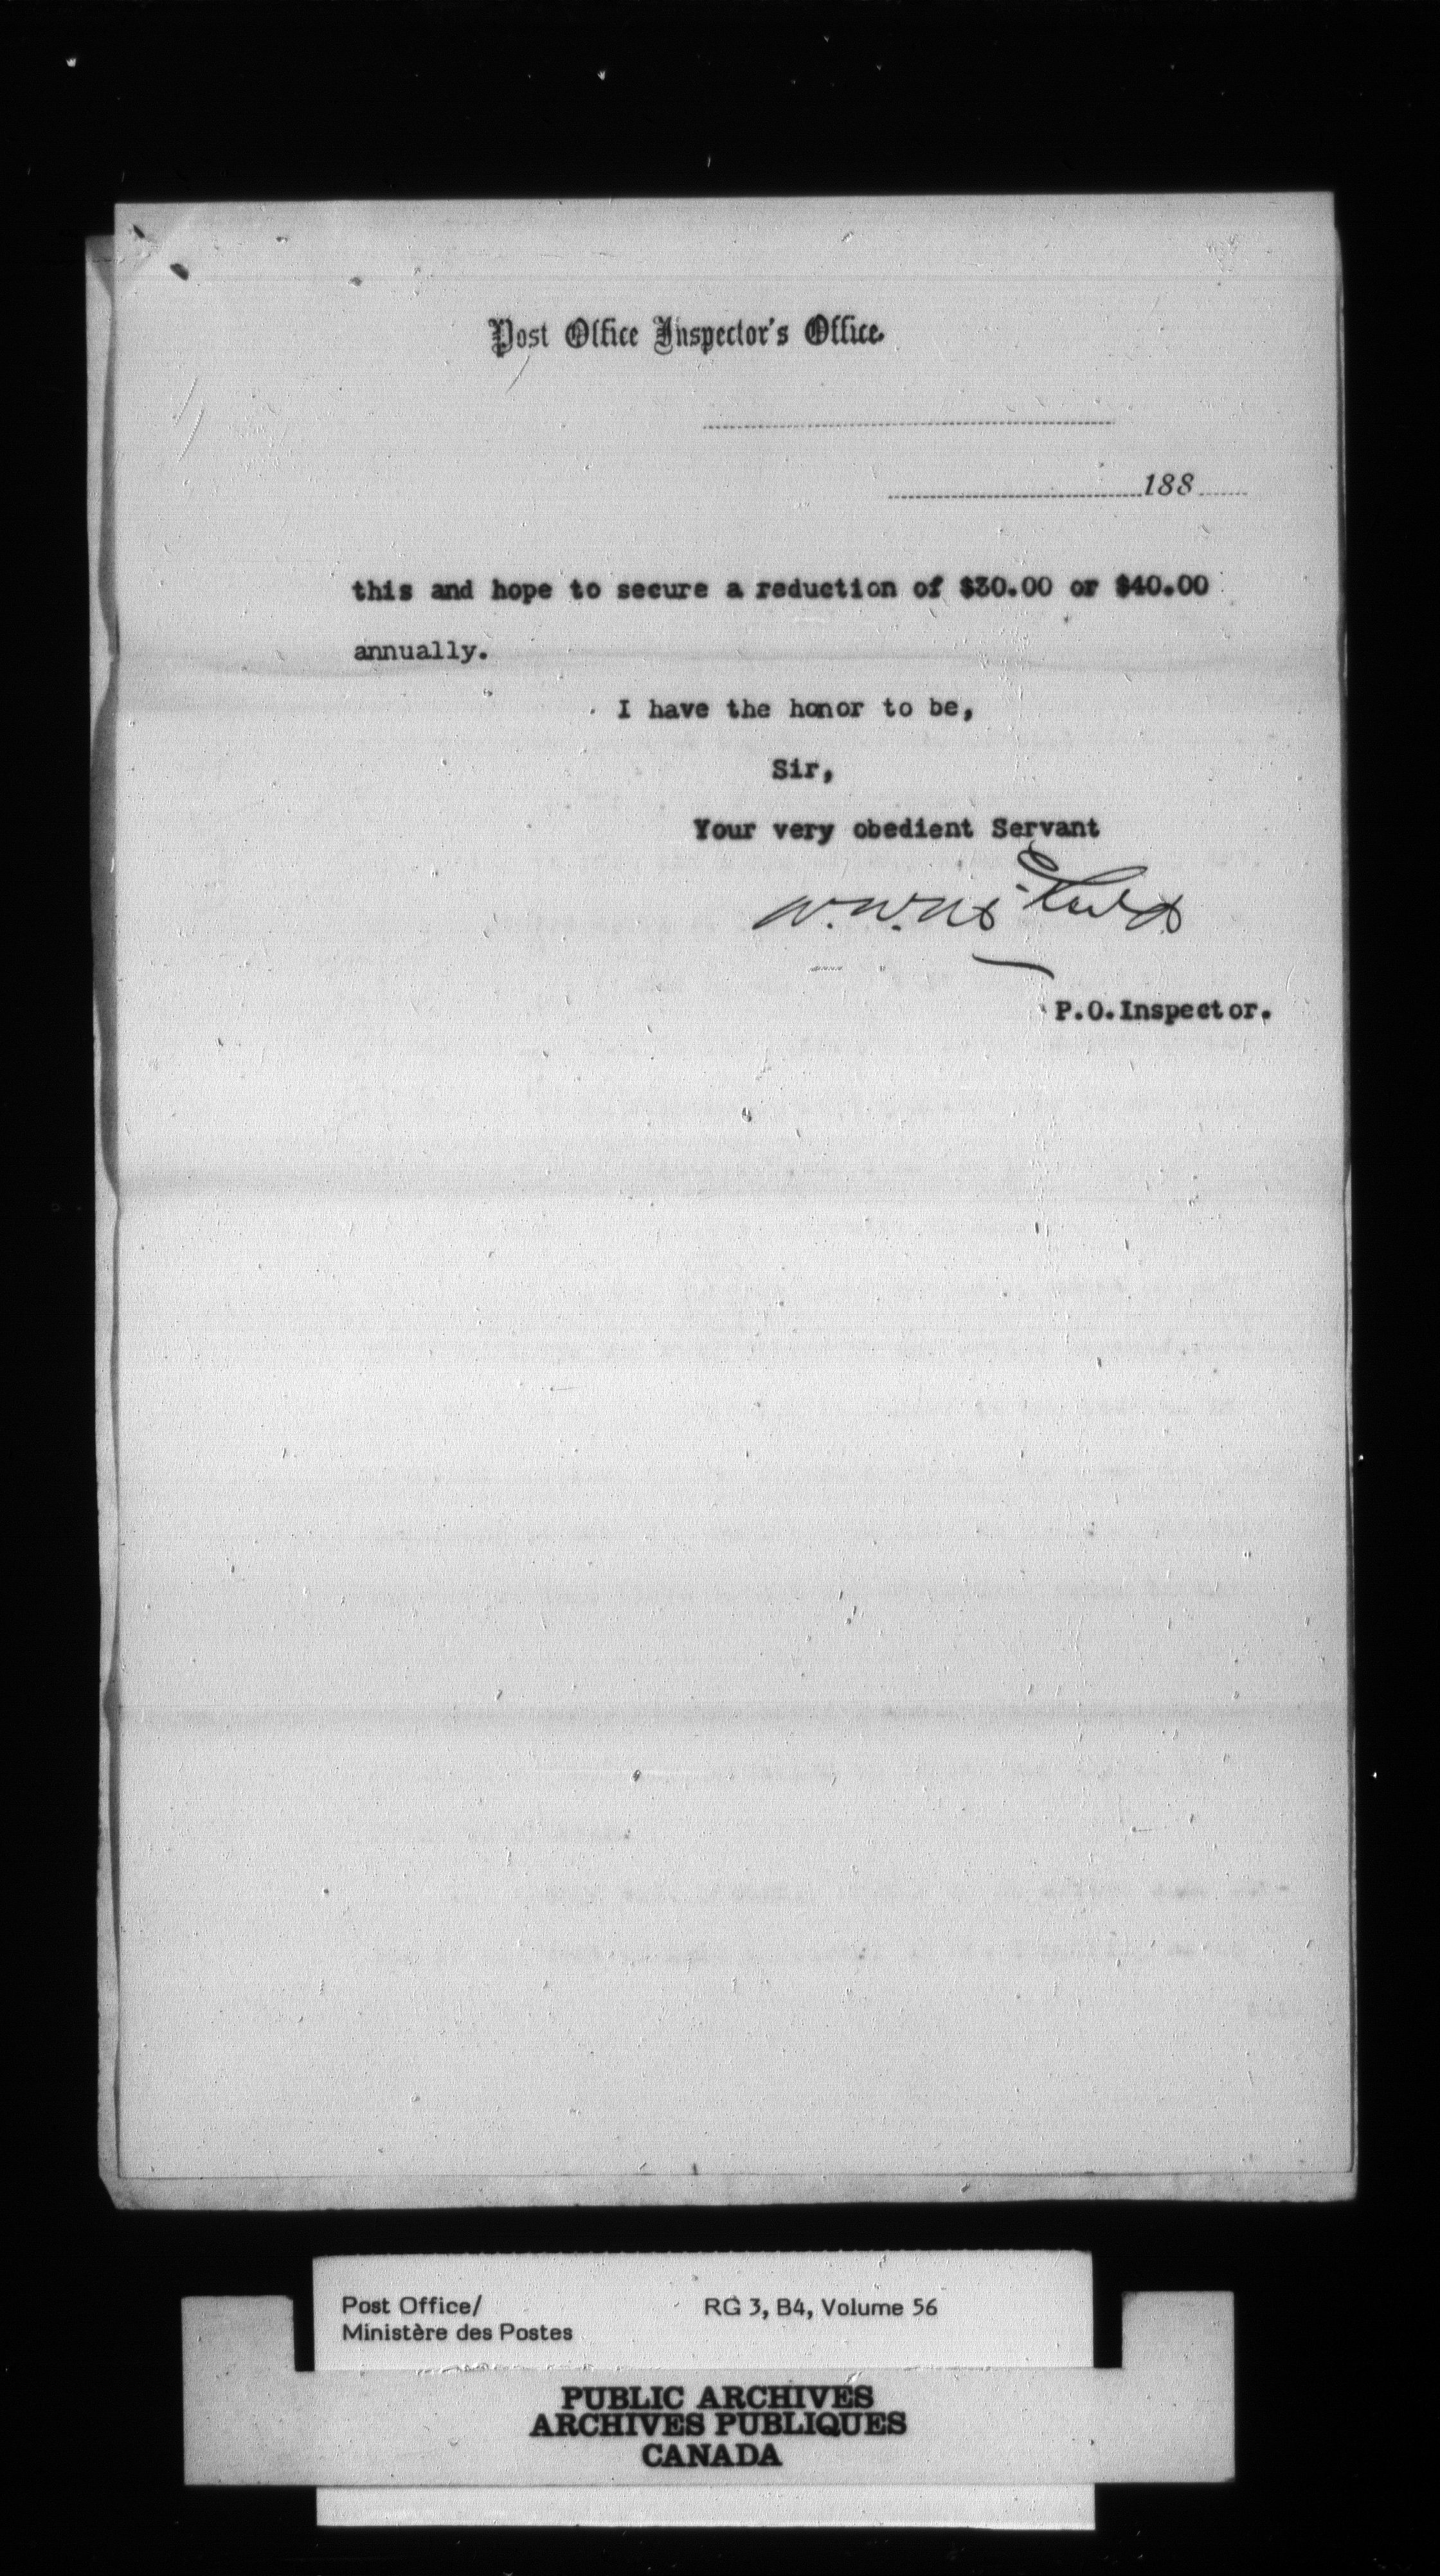 Post Office Inspector's Office.
188
this and hope to secure a reduction of $30.00 or $40.00
annually.
I have the honor to be,
Sir,
Your very obedient Servant
W. W.
P.O.Inspector.
Post Office/
Ministère des Postes
RG 3, B4, Volume 56
PUBLIC ARCHIVES
ARCHIVES PUBLIQUES
CANADA